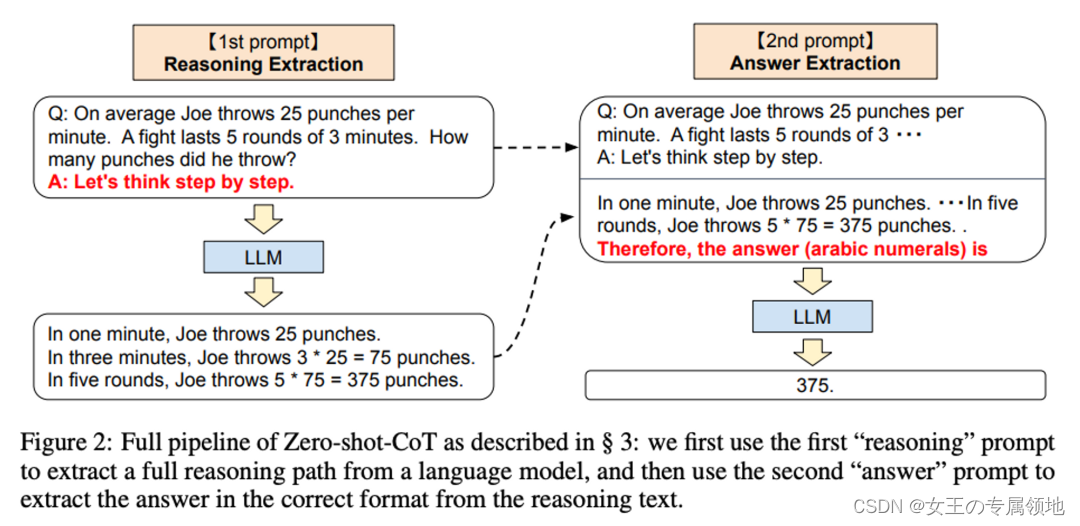 【1st prompt】
Reasoning Extraction
Q: On average Joe throws 25 punches per
minute.  A fight lasts 5 rounds of 3 minutes.  How
many punches did he throw?
A: Let's think step by step.
LLM
In one minute, Joe throws 25 punches.
In three minutes, Joe throws 3 * 25 = 75 punches.
In five rounds, Joe throws 5 * 75 = 375 punches.
【2nd prompt】
Answer Extraction
Q: On average Joe throws 25 punches per
minute.  A fight lasts 5 rounds of 3 ･･･
A: Let's think step by step.
In one minute, Joe throws 25 punches. ･･･In five
rounds, Joe throws 5 * 75 = 375 punches. .
Therefore, the answer (arabic numerals) is
LLM
375.
Figure 2: Full pipeline of Zero-shot-CoT as described in § 3: we first use the first “reasoning” prompt
to extract a full reasoning path from a language model, and then use the second “answer” prompt to
extract the answer in the correct format from the reasoning text.
CSDN @女王の专属领地